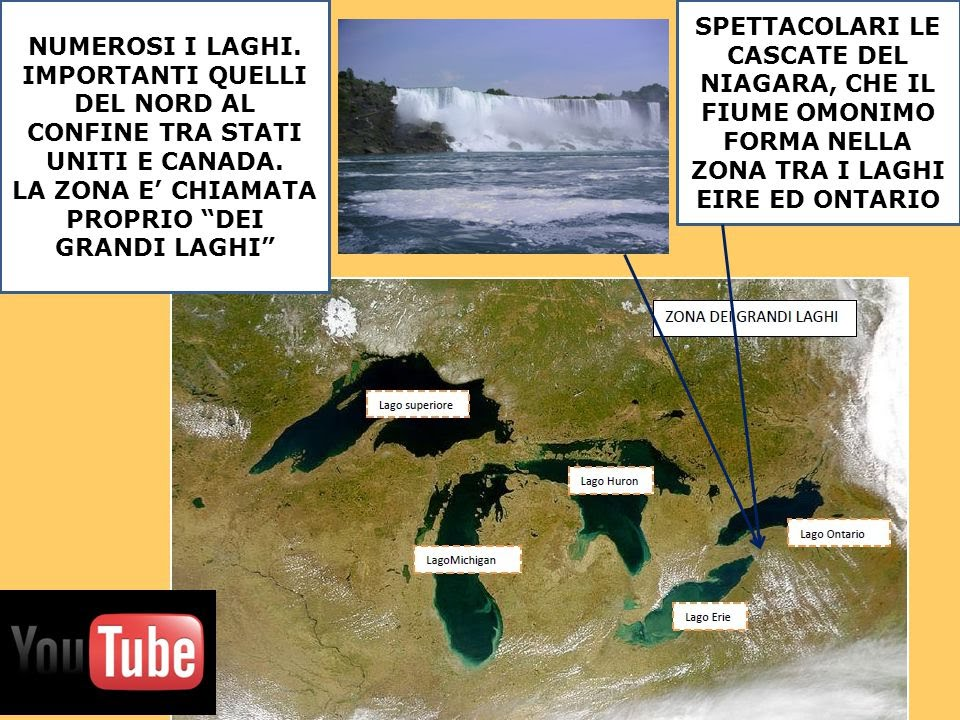 NUMEROSI I LAGHI.
IMPORTANTI QUELLI
DEL NORD AL
CONFINE TRA STATI
UNITI E CANADA.
LA ZONA E’ CHIAMATA
PROPRIO “DEI
GRANDI LAGHI”
SPETTACOLARI LE
CASCATE DEL
NIAGARA, CHE IL
FIUME OMONIMO
FORMA NELLA
ZONA TRA I LAGHI
EIRE ED ONTARIO
ZONA DEI GRANDI LAGHI
Lago superiore
Lago Huron
Lago Ontario
LagoMichigan
Lago Erie
YouTube